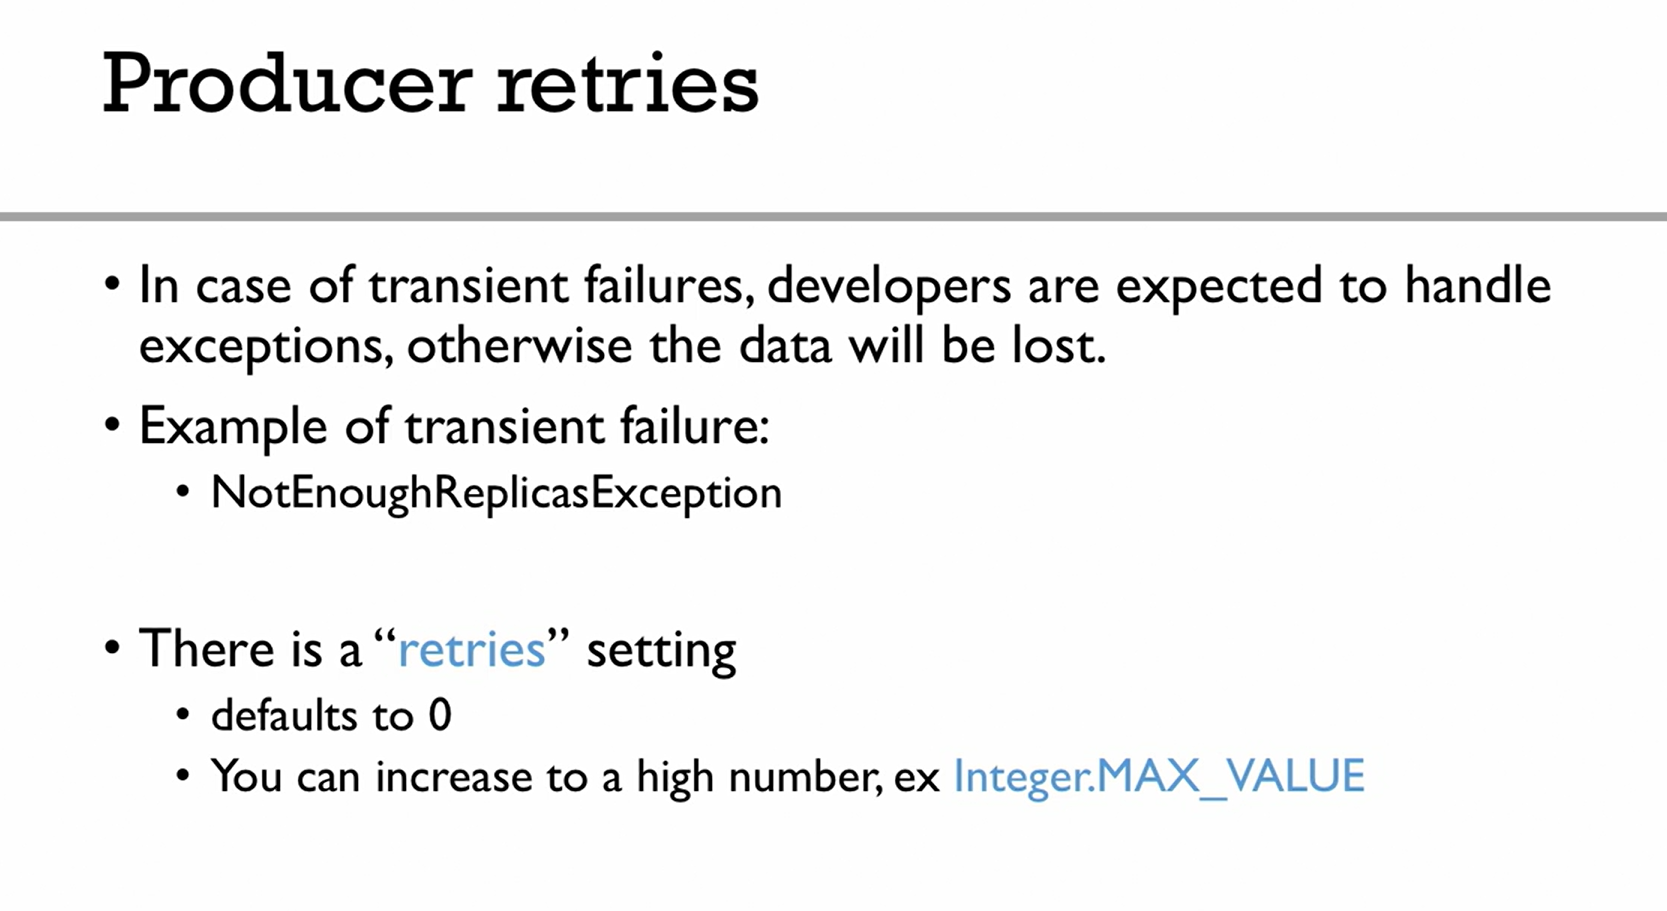 Producer retries
• In case of transient failures, developers are expected to handle
exceptions, otherwise the data will be lost.
• Example of transient failure:
• NotEnoughReplicasException
• There is a “retries” setting
• defaults to 0
• You can increase to a high number, ex Integer.MAX_VALUE